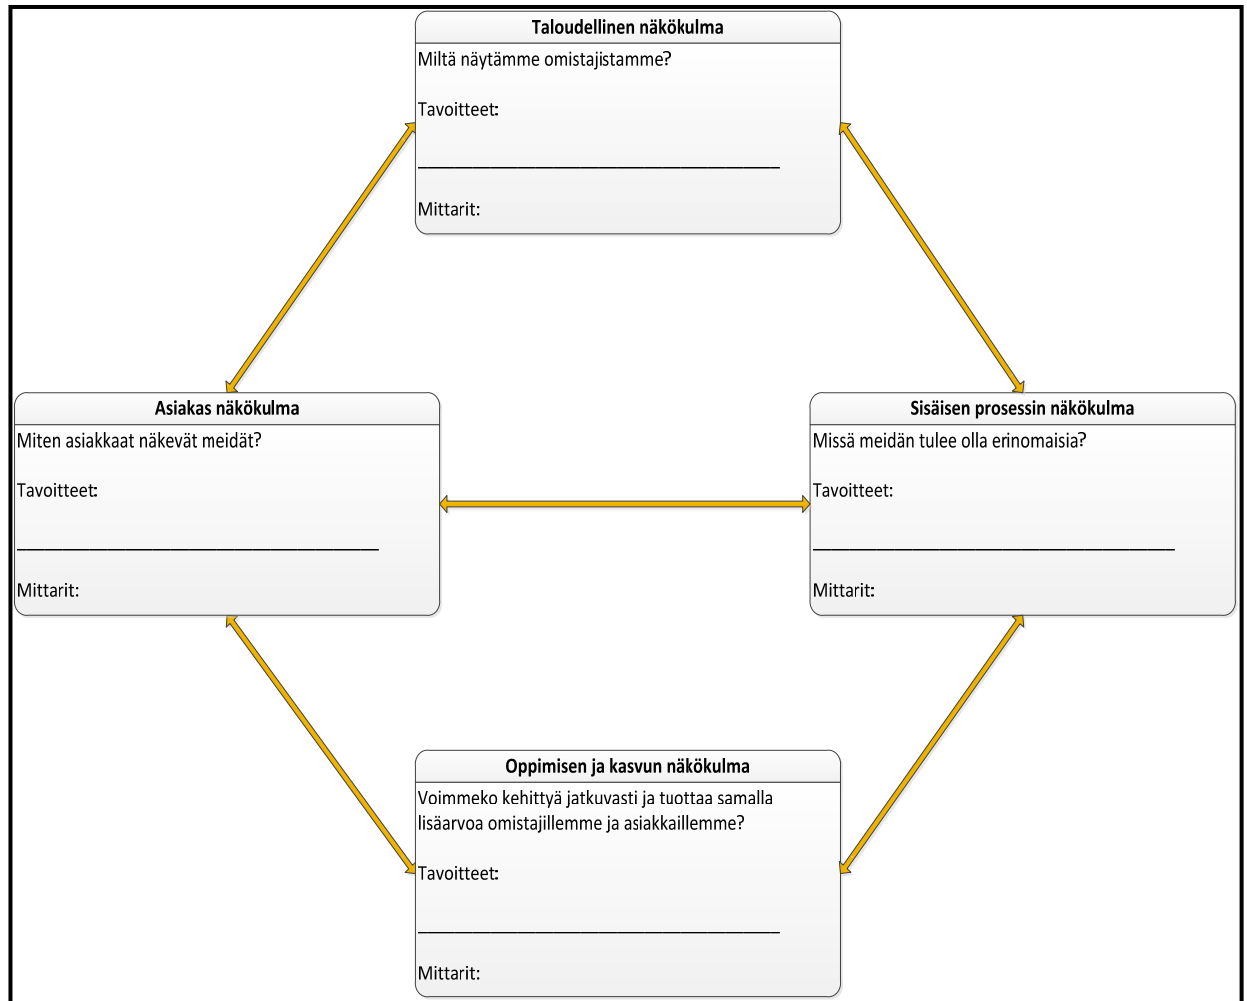 Taloudellinen näkökulma
Miltä näytämme omistajistamme?
Tavoitteet:
Mittarit:
Asiakas näkökulma
Miten asiakkaat näkevät meidät?
Tavoitteet:
Mittarit:
Sisäisen prosessin näkökulma
Missä meidän tulee olla erinomaisia?
Tavoitteet:
Mittarit:
Oppimisen ja kasvun näkökulma
Voimmeko kehittyä jatkuvasti ja tuottaa samalla
lisäarvoa omistajillemme ja asiakkaillemme?
Tavoitteet:
Mittarit: